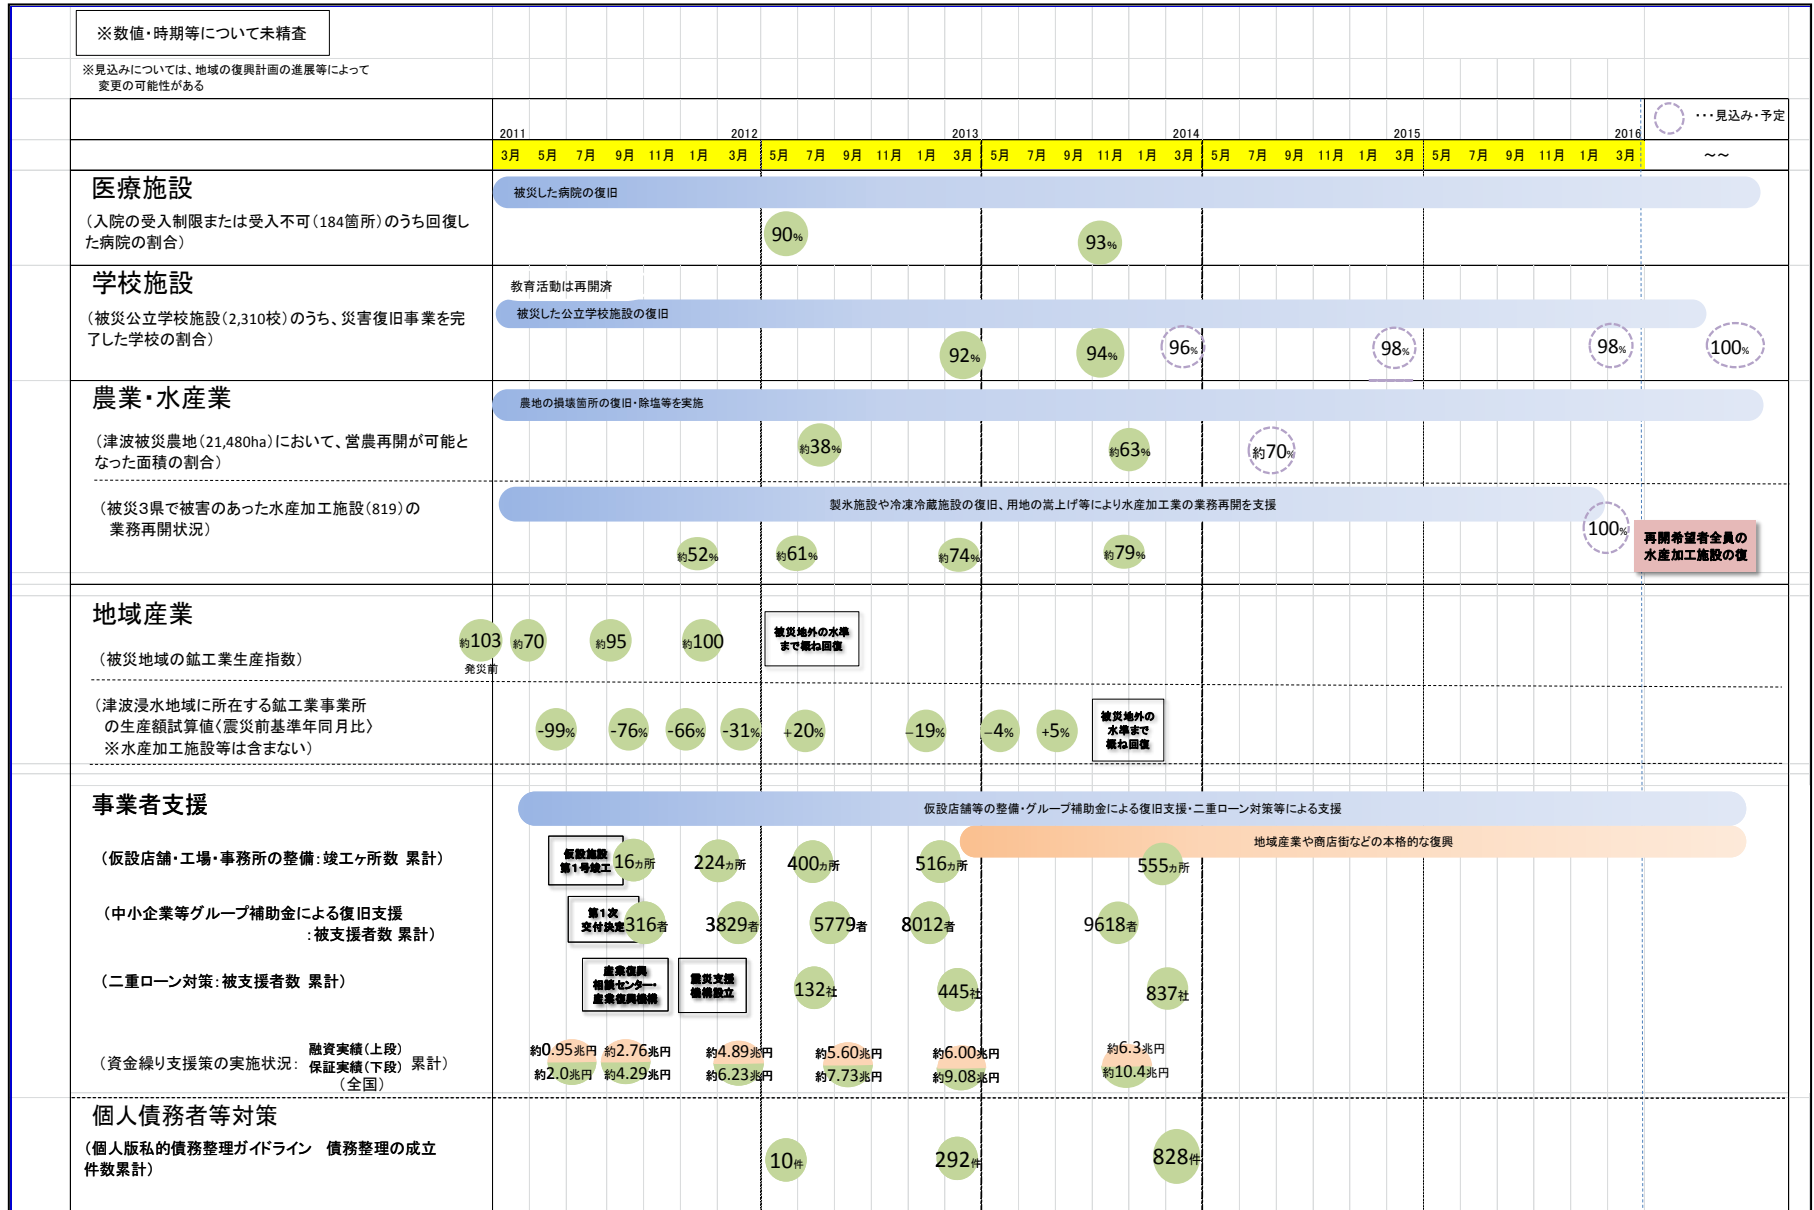 ※数値・時期等について未精査
※見込みについては、地域の復興計画の進展等によって
変更の可能性がある
・・・見込み・予定
2011 2012 2013 2014 2015 2016
3月 5月 7月 9月 11月 1月 3月 5月 7月 9月 11月 1月 3月 5月 7月 9月 11月 1月 3月 5月 7月 9月 11月 1月 3月 5月 7月 9月 11月 1月 3月 ～～
医療施設
被災した病院の復旧
（入院の受入制限または受入不可（184箇所）のうち回復し
た病院の割合）
90% 93%
学校施設
教育活動は再開済
被災した公立学校施設の復旧
（被災公立学校施設（2,310校）のうち、災害復旧事業を完
了した学校の割合）
92% 94% 96% 98% 98% 100%
農業・水産業
農地の損壊箇所の復旧・除塩等を実施
（津波被災農地（21,480ha）において、営農再開が可能と
なった面積の割合）
約38% 約63% 約70%
製氷施設や冷凍冷蔵施設の復旧、用地の嵩上げ等により水産加工業の業務再開を支援
（被災3県で被害のあった水産加工施設（819）の
業務再開状況）
約52% 約61% 約74% 約79% 100%
再開希望者全員の
水産加工施設の復
地域産業
（被災地域の鉱工業生産指数）
約103 約70 約95 約100
発災前
被災地外の水準
まで概ね回復
（津波浸水地域に所在する鉱工業事業所
の生産額試算値〈震災前基準年同月比〉
※水産加工施設等は含まない）
-99% -76% -66% -31% +20% −19% −4% +5%
被災地外の
水準まで
概ね回復
事業者支援
仮設店舗等の整備・グループ補助金による復旧支援・二重ローン対策等による支援
地域産業や商店街などの本格的な復興
（仮設店舗・工場・事務所の整備：竣工ヶ所数 累計）
仮設施設
第１号竣工
16カ所 224カ所 400カ所 516カ所 555カ所
（中小企業等グループ補助金による復旧支援
：被支援者数 累計）
第１次
交付決定
316者 3829者 5779者 8012者 9618者
（二重ローン対策：被支援者数 累計）
産業復興
相談センター・
産業復興機構
震災支援
機構設立
132社 445社 837社
（資金繰り支援策の実施状況： 融資実績（上段）
保証実績（下段） 累計）
（全国）
約0.95兆円 約2.76兆円 約4.89兆円 約5.60兆円 約6.00兆円 約6.3兆円
約2.0兆円 約4.29兆円 約6.23兆円 約7.73兆円 約9.08兆円 約10.4兆円
個人債務者等対策
（個人版私的債務整理ガイドライン　債務整理の成立
件数累計）
10件 292件 828件